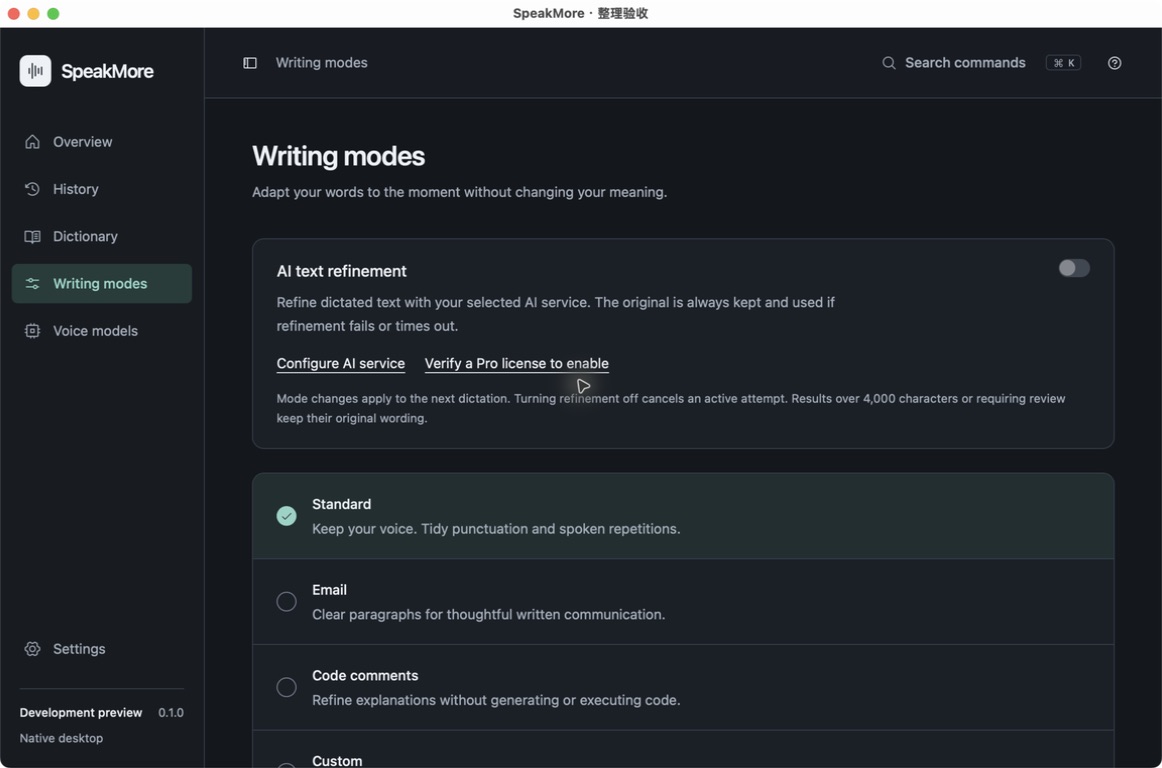 SpeakMore · 整理验收
SpeakMore
Writing modes
Search commands
⌘ K
Overview
History
Dictionary
Writing modes
Voice models
Settings
Development preview 0.1.0
Native desktop
Writing modes
Adapt your words to the moment without changing your meaning.
AI text refinement
Refine dictated text with your selected AI service. The original is always kept and used if
refinement fails or times out.
Configure AI service Verify a Pro license to enable
Mode changes apply to the next dictation. Turning refinement off cancels an active attempt. Results over 4,000 characters or requiring review
keep their original wording.
Standard
Keep your voice. Tidy punctuation and spoken repetitions.
Email
Clear paragraphs for thoughtful written communication.
Code comments
Refine explanations without generating or executing code.
Custom